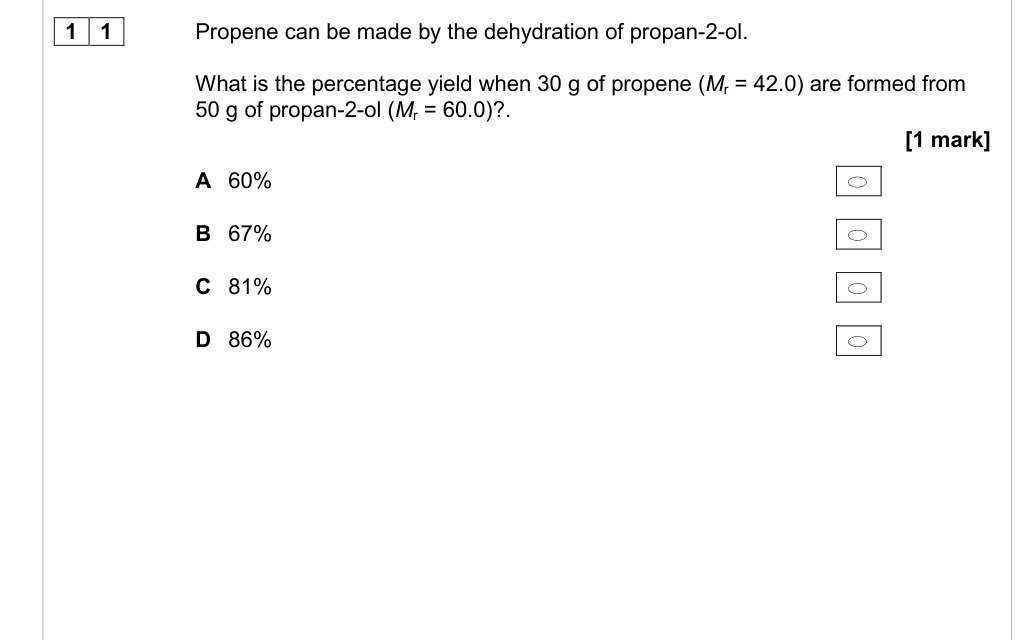 1 1 Propene can be made by the dehydration of propan-2-ol.
What is the percentage yield when 30 g of propene (Mr = 42.0) are formed from
50 g of propan-2-ol (Mr = 60.0)?.
[1 mark]
A 60%
B 67%
C 81%
D 86%